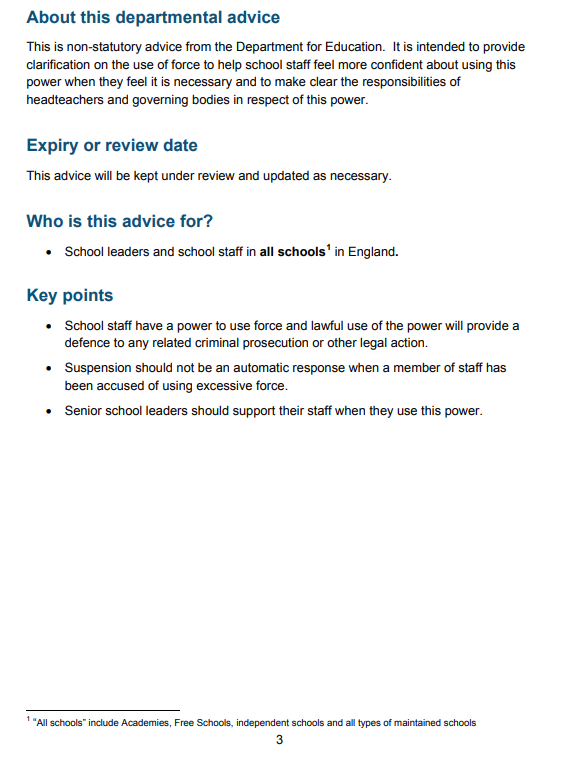 About this departmental advice
This is non-statutory advice from the Department for Education.  It is intended to provide
clarification on the use of force to help school staff feel more confident about using this
power when they feel it is necessary and to make clear the responsibilities of
headteachers and governing bodies in respect of this power.
Expiry or review date
This advice will be kept under review and updated as necessary.
Who is this advice for?
• School leaders and school staff in all schools¹ in England.
Key points
• School staff have a power to use force and lawful use of the power will provide a
defence to any related criminal prosecution or other legal action.
• Suspension should not be an automatic response when a member of staff has
been accused of using excessive force.
• Senior school leaders should support their staff when they use this power.
¹ “All schools” include Academies, Free Schools, independent schools and all types of maintained schools
3